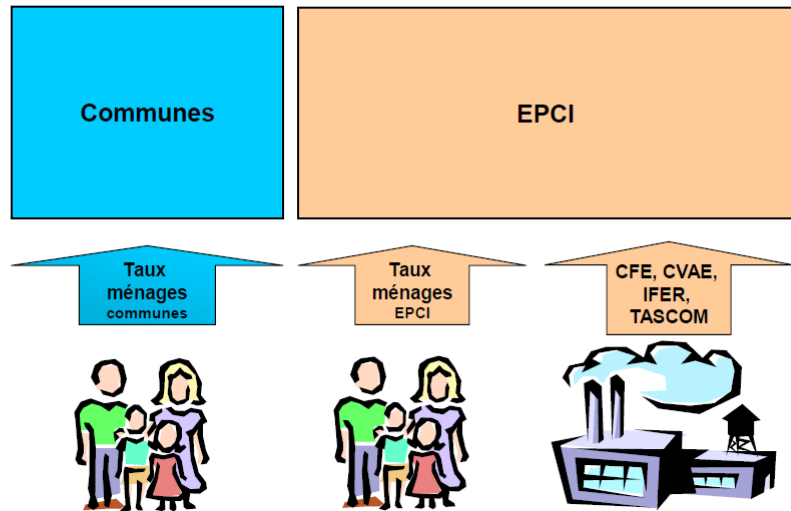 Communes
EPCI
Taux
ménages
communes
Taux
ménages
EPCI
CFE, CVAE,
IFER,
TASCOM